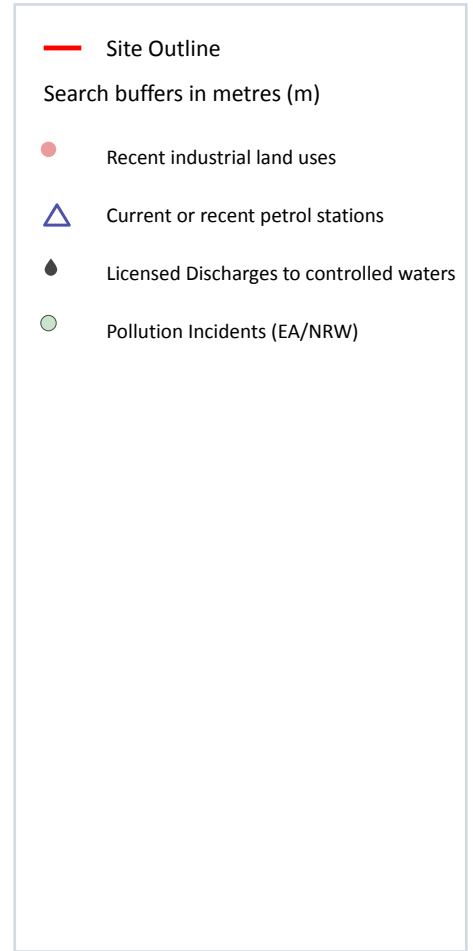 Site Outline
Search buffers in metres (m)
Recent industrial land uses
Current or recent petrol stations
Licensed Discharges to controlled waters
Pollution Incidents (EA/NRW)